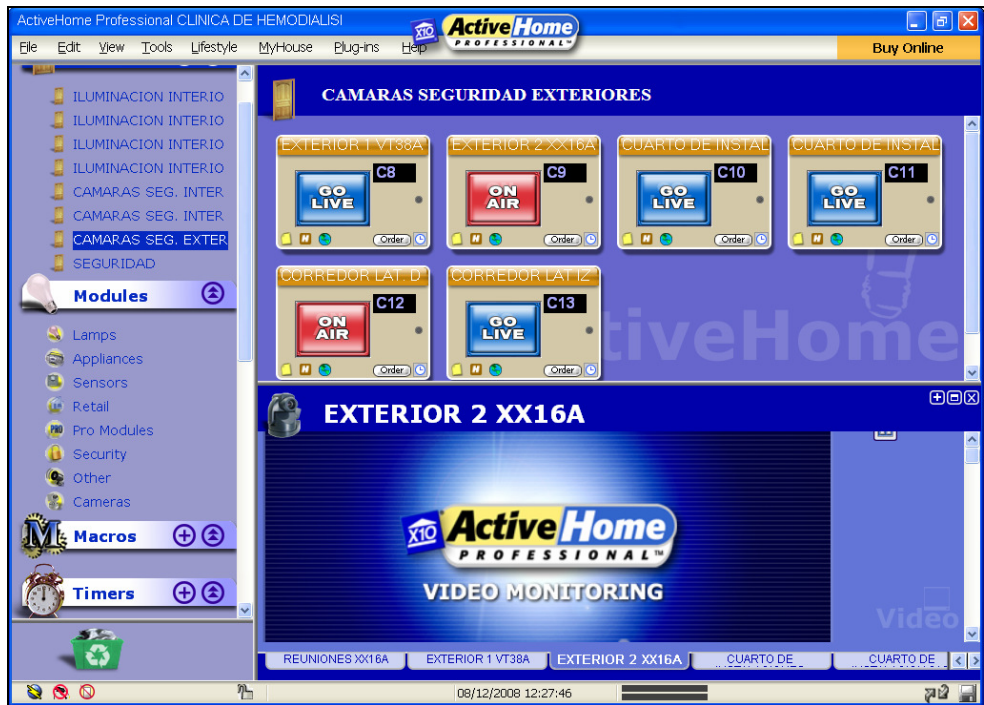 ActiveHome Professional CLINICA DE HEMODIALISI
X10 ActiveHome
PROFESSIONAL™
File Edit View Tools Lifestyle MyHouse Plug-ins Help
Buy Online
ILUMINACION INTERIO
ILUMINACION INTERIO
ILUMINACION INTERIO
ILUMINACION INTERIO
CAMARAS SEG. INTER
CAMARAS SEG. INTER
CAMARAS SEG. EXTER
SEGURIDAD
Modules
Lamps
Appliances
Sensors
Retail
PRO Pro Modules
Security
Other
Cameras
M Macros
Timers
CAMARAS SEGURIDAD EXTERIORES
EXTERIOR 1 VT38A EXTERIOR 2 XX16A CUARTO DE INSTAL CUARTO DE INSTAL
C8 C9 C10 C11
GO LIVE ON AIR GO LIVE GO LIVE
Order Order Order Order
CORREDOR LAT. D CORREDOR LAT IZ
C12 C13
ON AIR GO LIVE
Order Order
tiveHome
EXTERIOR 2 XX16A
X10 ActiveHome
PROFESSIONAL™
VIDEO MONITORING
Video
REUNIONES XX16A EXTERIOR 1 VT38A EXTERIOR 2 XX16A CUARTO DE CUARTO DE
08/12/2008 12:27:46